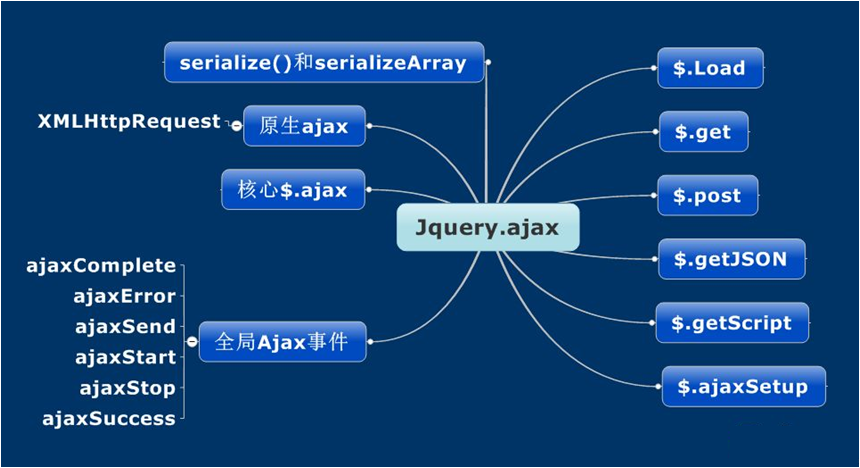 serialize()和serializeArray
XMLHttpRequest
原生ajax
核心$.ajax
ajaxComplete
ajaxError
ajaxSend
ajaxStart
ajaxStop
ajaxSuccess
全局Ajax事件
Jquery.ajax
$.Load
$.get
$.post
$.getJSON
$.getScript
$.ajaxSetup